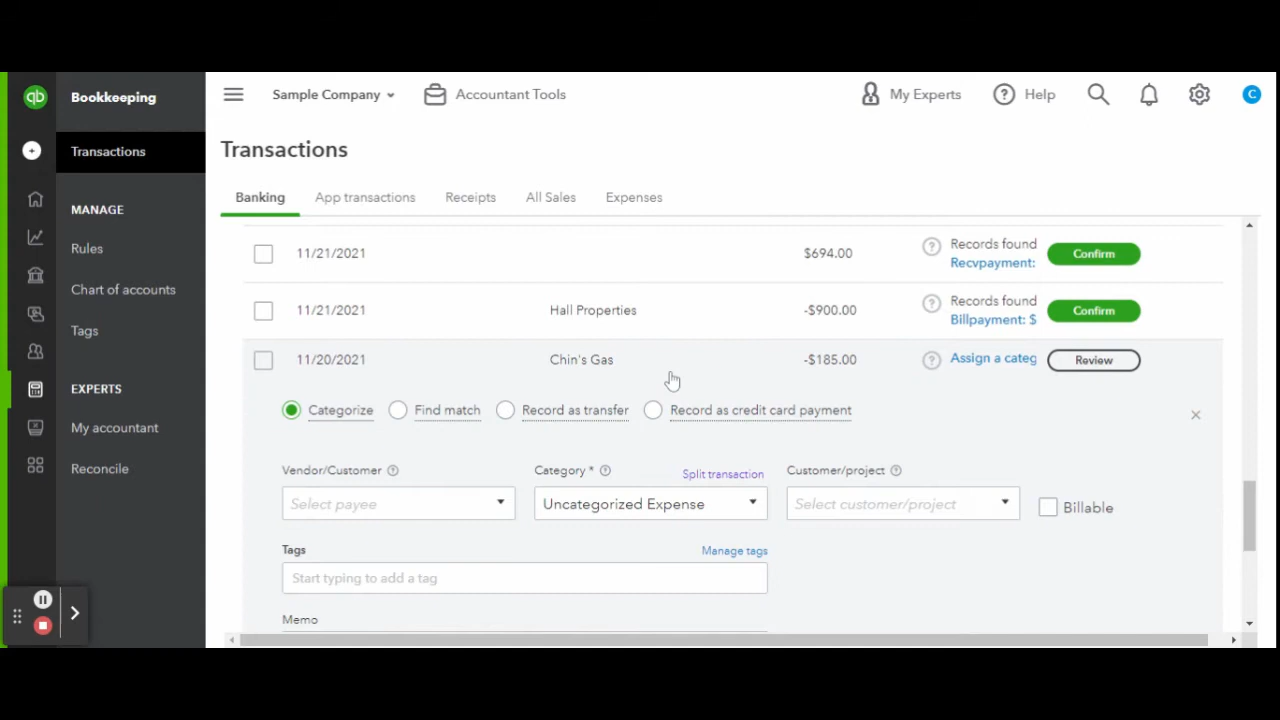 qb
Bookkeeping
Sample Company
Accountant Tools
My Experts
Help
C
Transactions
MANAGE
Rules
Chart of accounts
Tags
EXPERTS
My accountant
Reconcile
Transactions
Banking App transactions Receipts All Sales Expenses
11/21/2021 $694.00 ? Records found Confirm
Recvpayment:
11/21/2021 Hall Properties -$900.00 ? Records found Confirm
Billpayment: $
11/20/2021 Chin's Gas -$185.00 ? Assign a categ Review
Categorize Find match Record as transfer Record as credit card payment
Vendor/Customer ? Category * ? Split transaction Customer/project ?
Select payee Uncategorized Expense Select customer/project Billable
Tags Manage tags
Start typing to add a tag
Memo